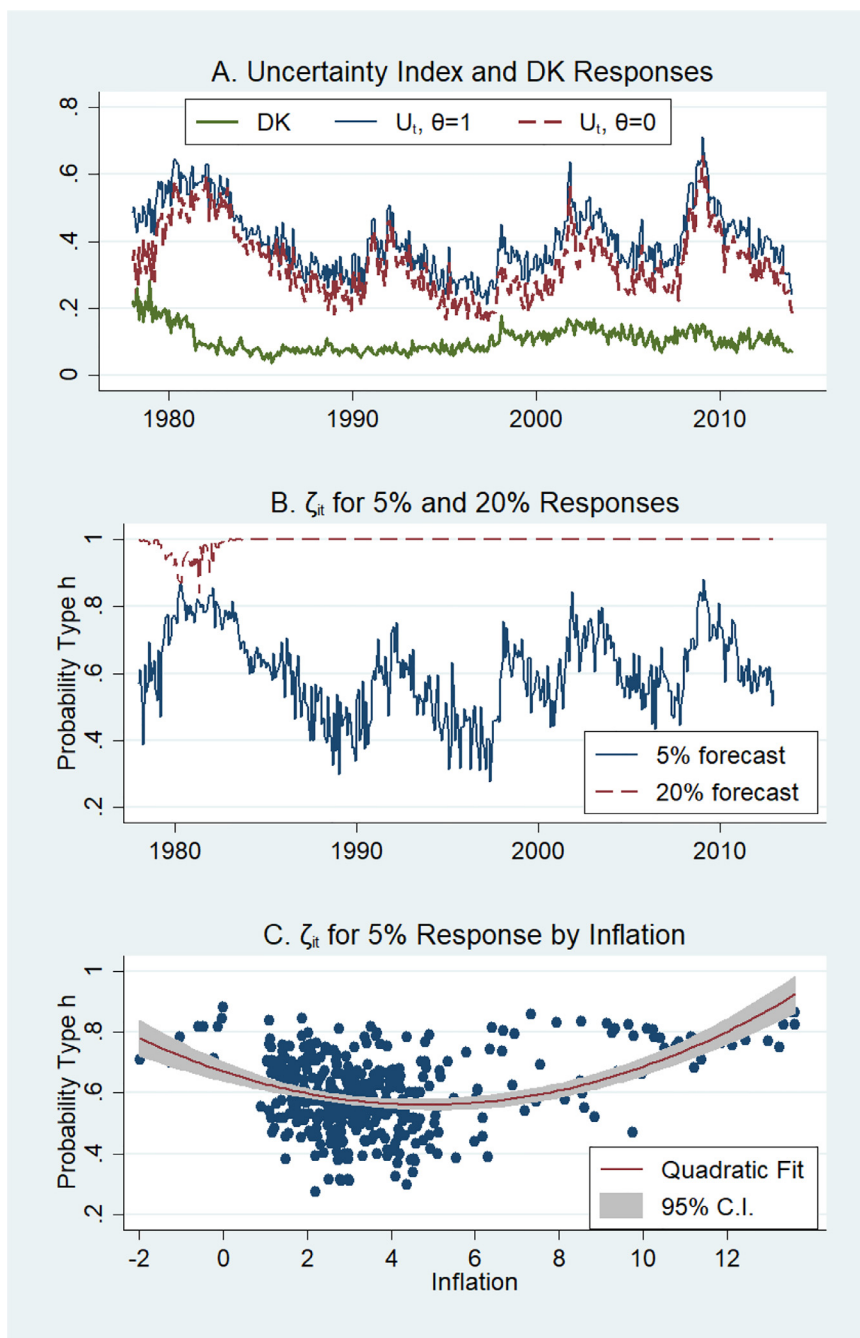 A. Uncertainty Index and DK Responses
DK Uₜ, θ=1 Uₜ, θ=0
.8
.6
.4
.2
0
1980 1990 2000 2010
B. ζᵢₜ for 5% and 20% Responses
Probability Type h
1
.8
.6
.4
.2
5% forecast
20% forecast
1980 1990 2000 2010
C. ζᵢₜ for 5% Response by Inflation
Probability Type h
1
.8
.6
.4
.2
Quadratic Fit
95% C.I.
-2 0 2 4 6 8 10 12
Inflation